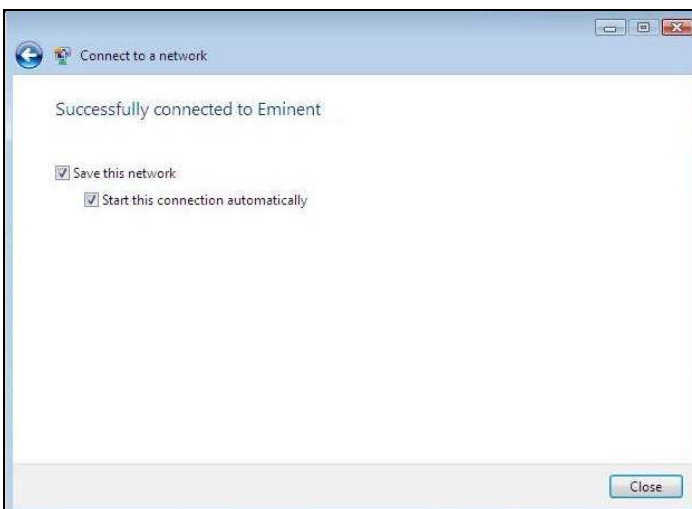 Connect to a network
Successfully connected to Eminent
Save this network
Start this connection automatically
Close